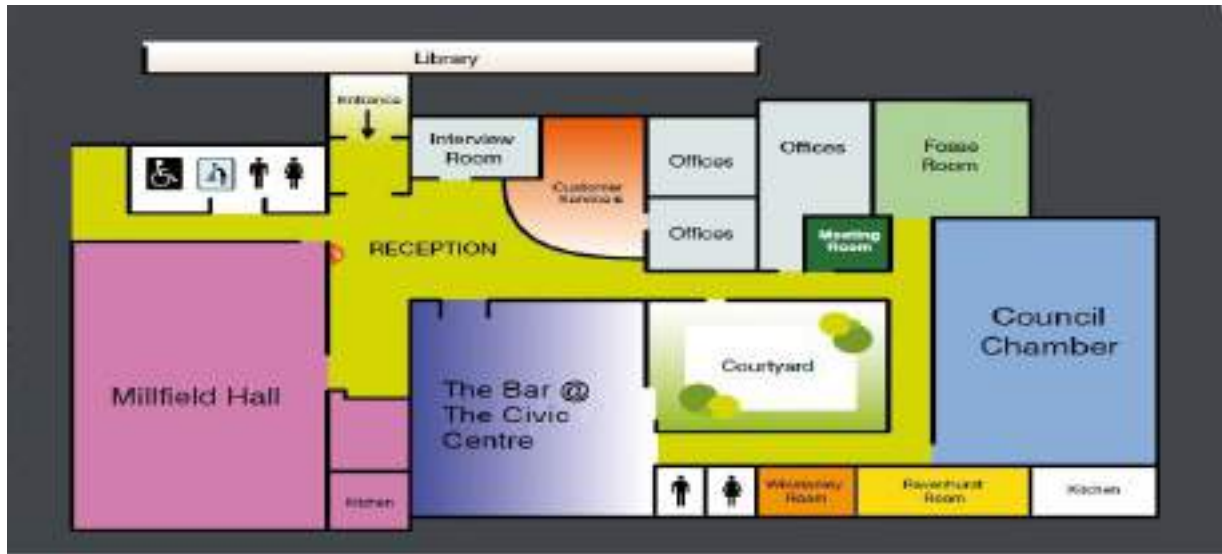 Library
Entrance
Interview
Room
Customer
Services
Offices
Offices
Offices
Fosse
Room
Meeting
Room
RECEPTION
Council
Chamber
Millfield Hall
The Bar @
The Civic
Centre
Courtyard
Kitchen
Room
Ravenhurst
Room
Kitchen